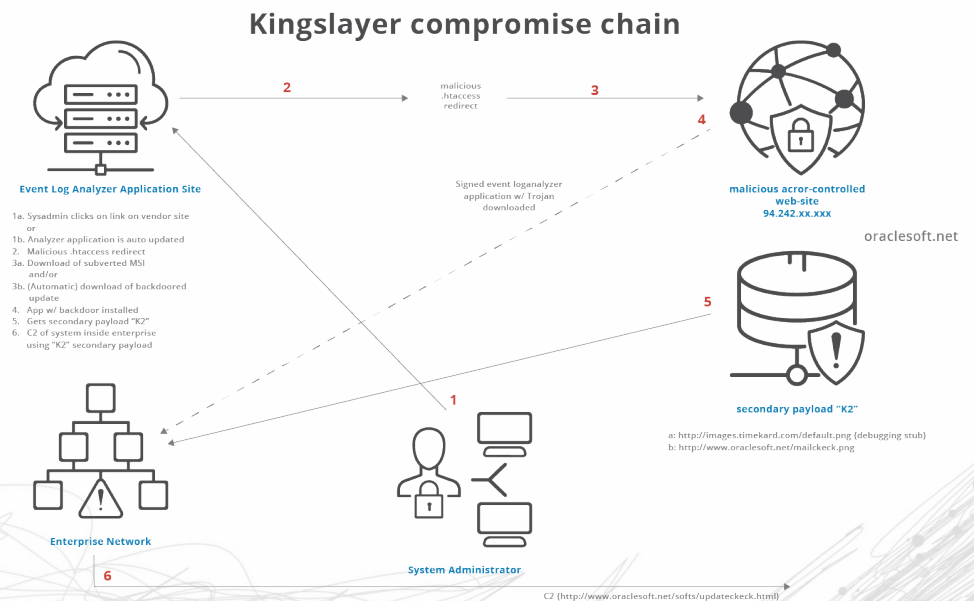 Kingslayer compromise chain
2
malicious
.htaccess
redirect
3
4
Event Log Analyzer Application Site
Signed event loganalyzer
application w/ Trojan
downloaded
malicious acror-controlled
web-site
94.242.xx.xxx
oraclesoft.net
1a. Sysadmin clicks on link on vendor site
or
1b. Analyzer application is auto updated
2. Malicious .htaccess redirect
3a. Download of subverted MSI
and/or
3b. (Automatic) download of backdoored
update
4. App w/ backdoor installed
5. Gets secondary payload “K2”
6. C2 of system inside enterprise
using “K2” secondary payload
5
1
secondary payload “K2”
a: http://images.timekard.com/default.png (debugging stub)
b: http://www.oraclesoft.net/mailckeck.png
Enterprise Network
System Administrator
6
C2 (http://www.oraclesoft.net/softs/updateckeck.html)